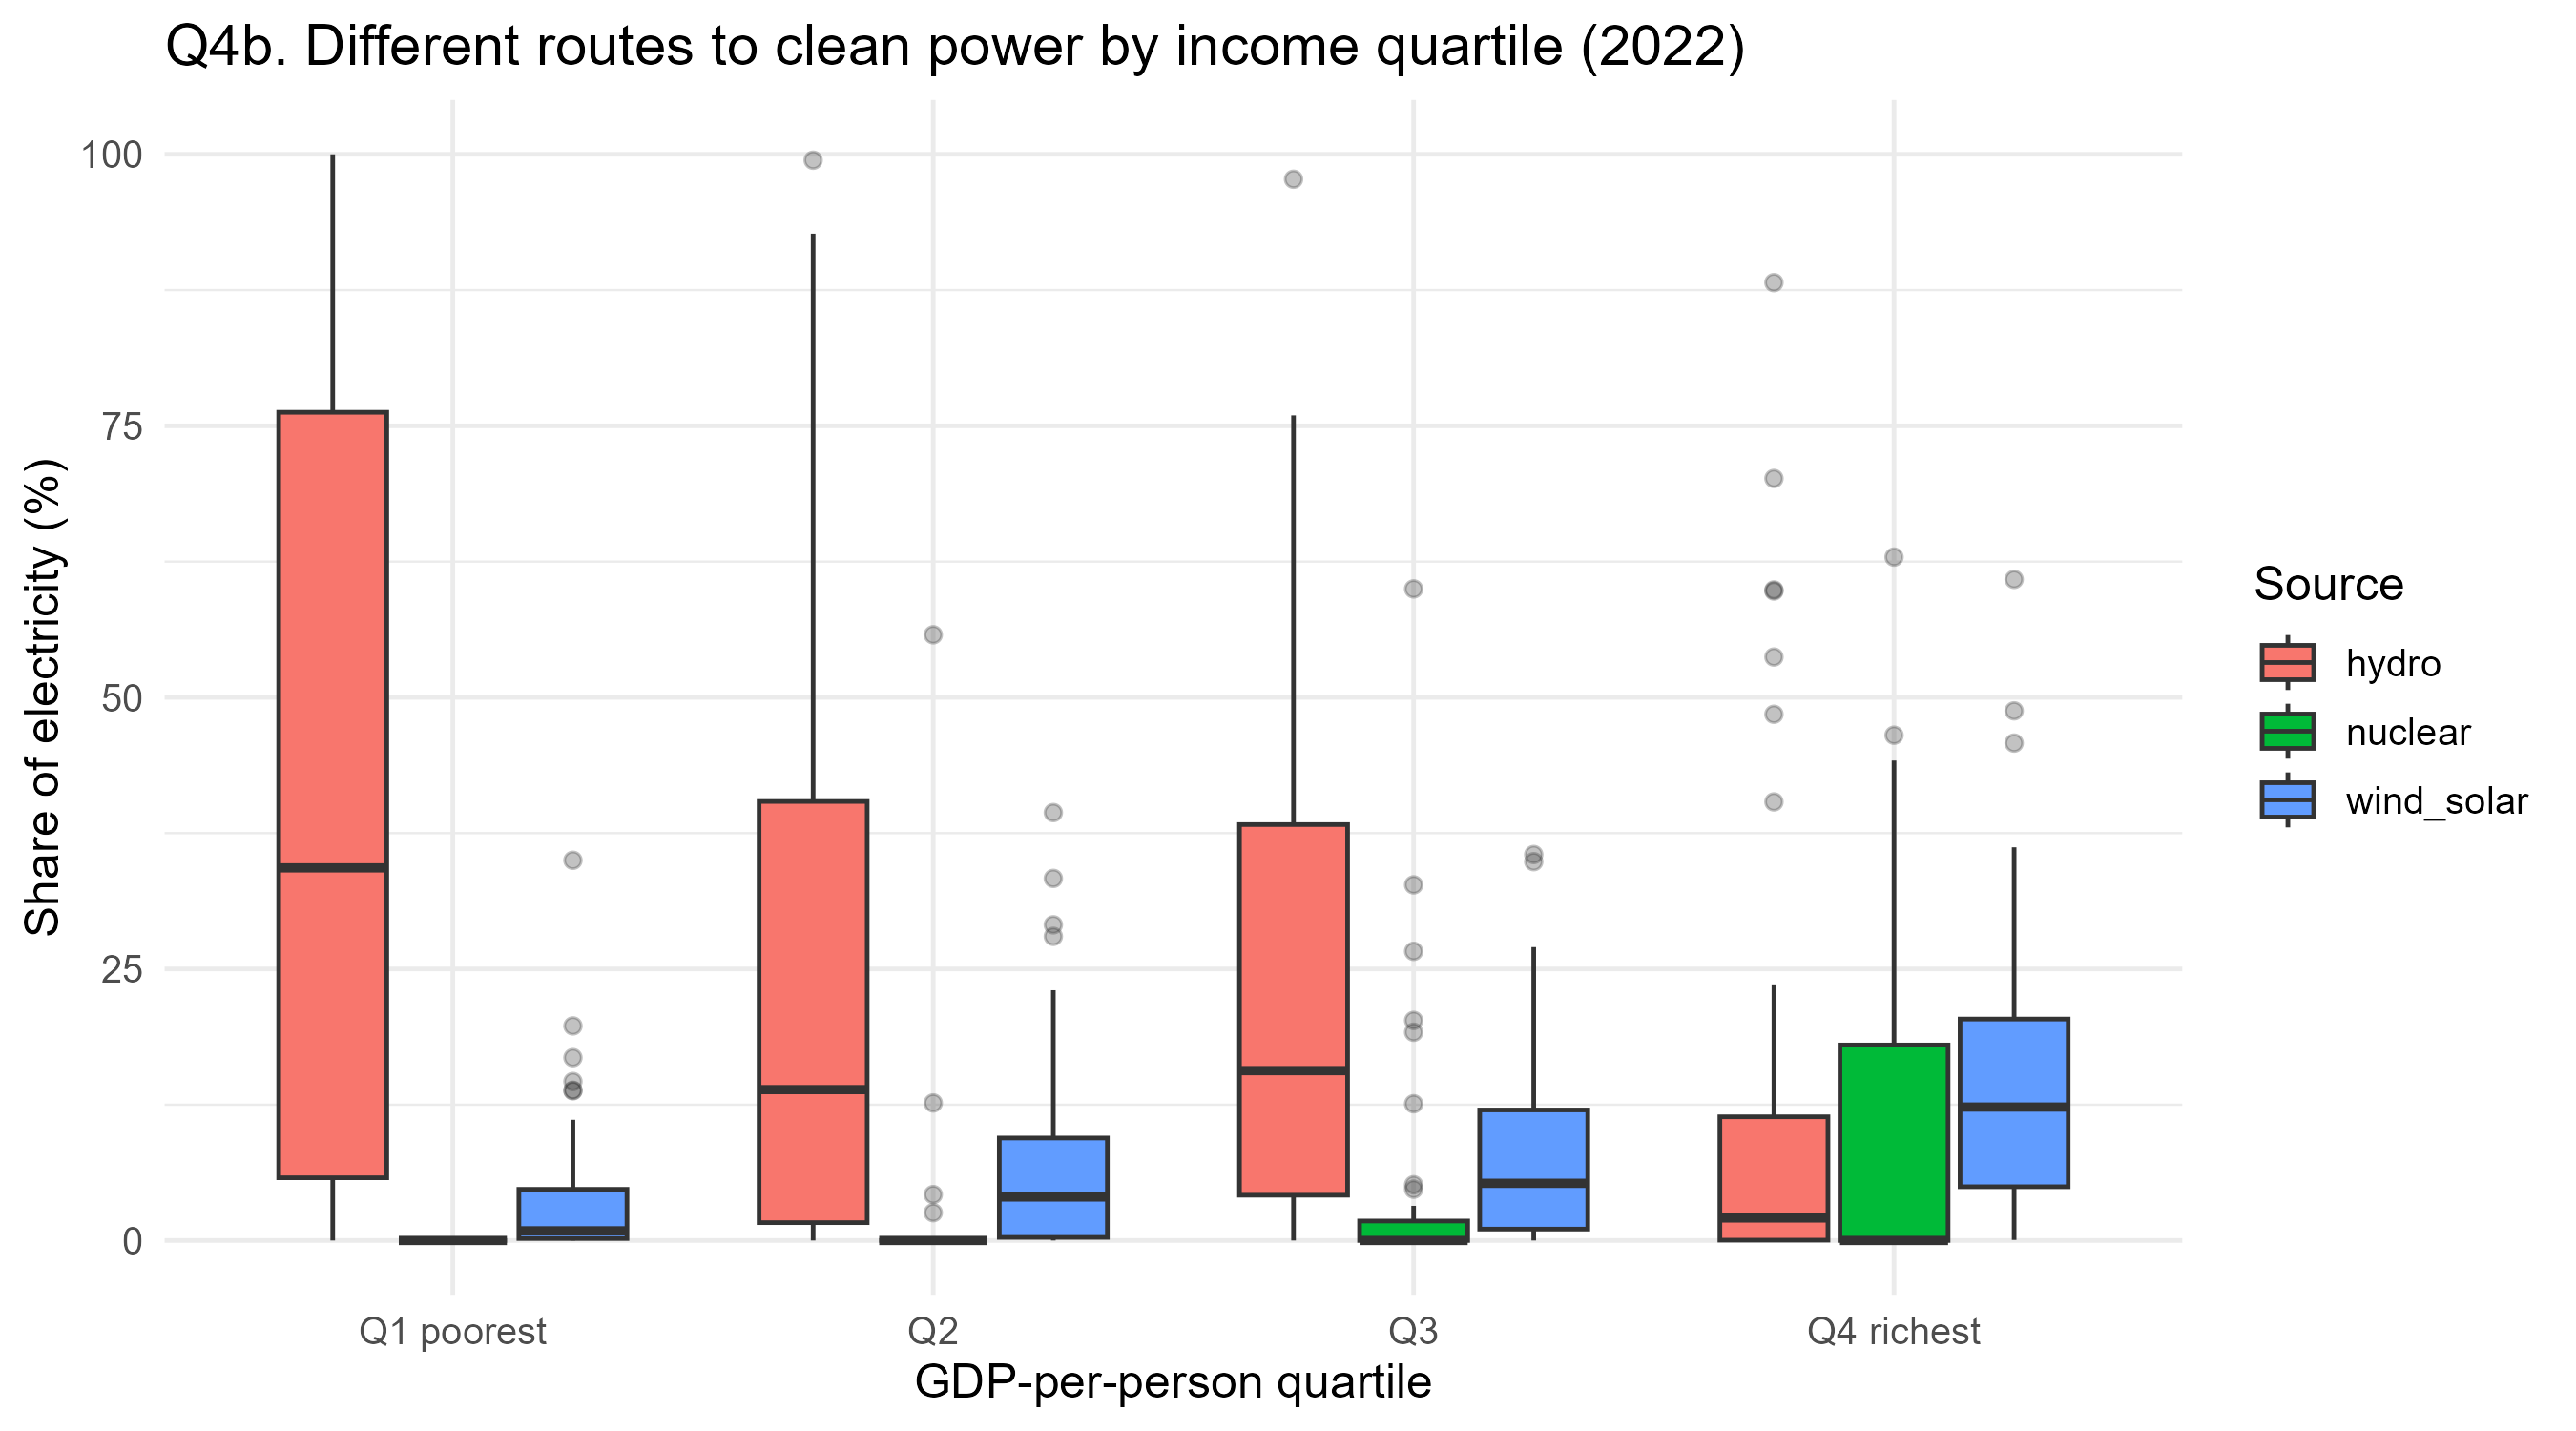 Q4b. Different routes to clean power by income quartile (2022)
Share of electricity (%)
100
75
50
25
0
Q1 poorest
Q2
Q3
Q4 richest
GDP-per-person quartile
Source
hydro
nuclear
wind_solar